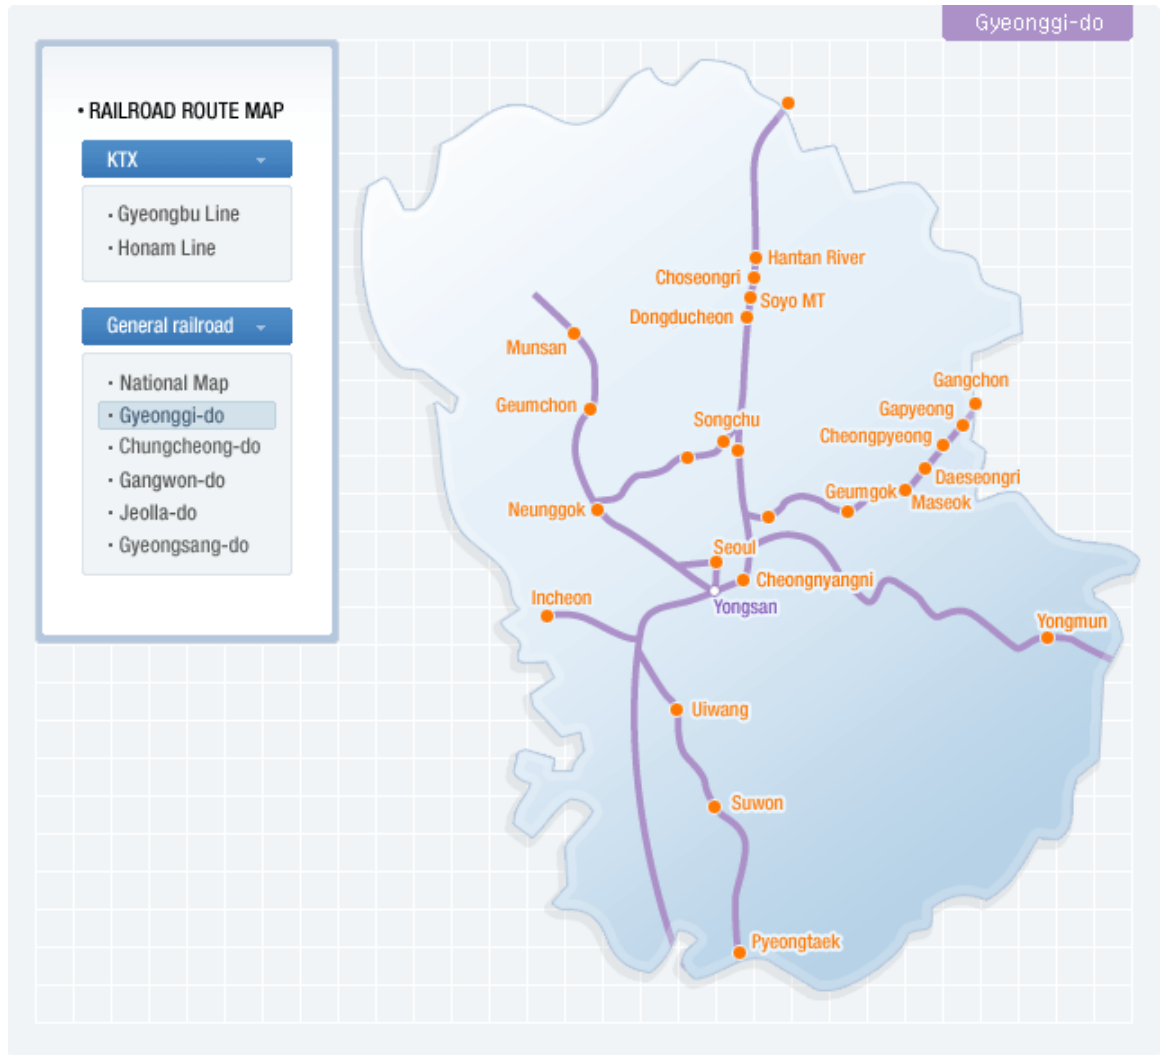 Gyeonggi-do
• RAILROAD ROUTE MAP
KTX
· Gyeongbu Line
· Honam Line
General railroad
· National Map
· Gyeonggi-do
· Chungcheong-do
· Gangwon-do
· Jeolla-do
· Gyeongsang-do
Hantan River
Choseongri
Soyo MT
Dongducheon
Munsan
Gangchon
Geumchon
Gapyeong
Songchu
Cheongpyeong
Daeseongri
Geumgok
Maseok
Neunggok
Seoul
Cheongnyangni
Incheon
Yongsan
Yongmun
Uiwang
Suwon
Pyeongtaek